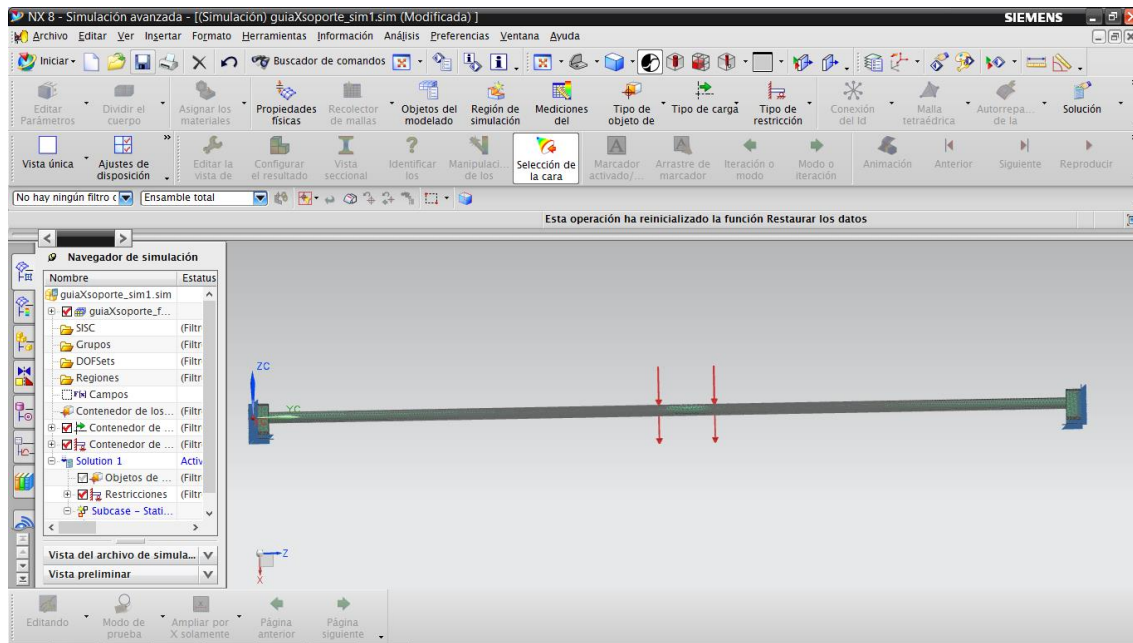 NX 8 - Simulación avanzada - [(Simulación) guiaXsoporte_sim1.sim (Modificada) ]
SIEMENS
Archivo Editar Ver Insertar Formato Herramientas Información Análisis Preferencias Ventana Ayuda
Iniciar
Buscador de comandos
Editar Parámetros
Dividir el cuerpo
Asignar los materiales
Propiedades físicas
Recolector de mallas
Objetos del modelado
Región de simulación
Mediciones del
Tipo de objeto de
Tipo de carga
Tipo de restricción
Conexión del Id
Malla tetraédrica
Autorrepa... de la
Solución
Vista única
Ajustes de disposición
Editar la vista de
Configurar el resultado
Vista seccional
Identificar los
Manipulaci... de los
Selección de la cara
Marcador activado/...
Arrastre de marcador
Iteración o modo
Modo o iteración
Animación
Anterior
Siguiente
Reproducir
No hay ningún filtro c
Ensamble total
Esta operación ha reinicializado la función Restaurar los datos
Navegador de simulación
Nombre Estatus
guiaXsoporte_sim1.sim
guiaXsoporte_f...
SISC (Filtr
Grupos (Filtr
DOFSets (Filtr
Regiones (Filtr
Campos
Contenedor de los... (Filtr
Contenedor de ... (Filtr
Contenedor de ... (Filtr
Solution 1 Activ
Objetos de ... (Filtr
Restricciones (Filtr
Subcase - Stati...
Vista del archivo de simula...
Vista preliminar
ZC
YC
Z
X
Editando
Modo de prueba
Ampliar por X solamente
Página anterior
Página siguiente